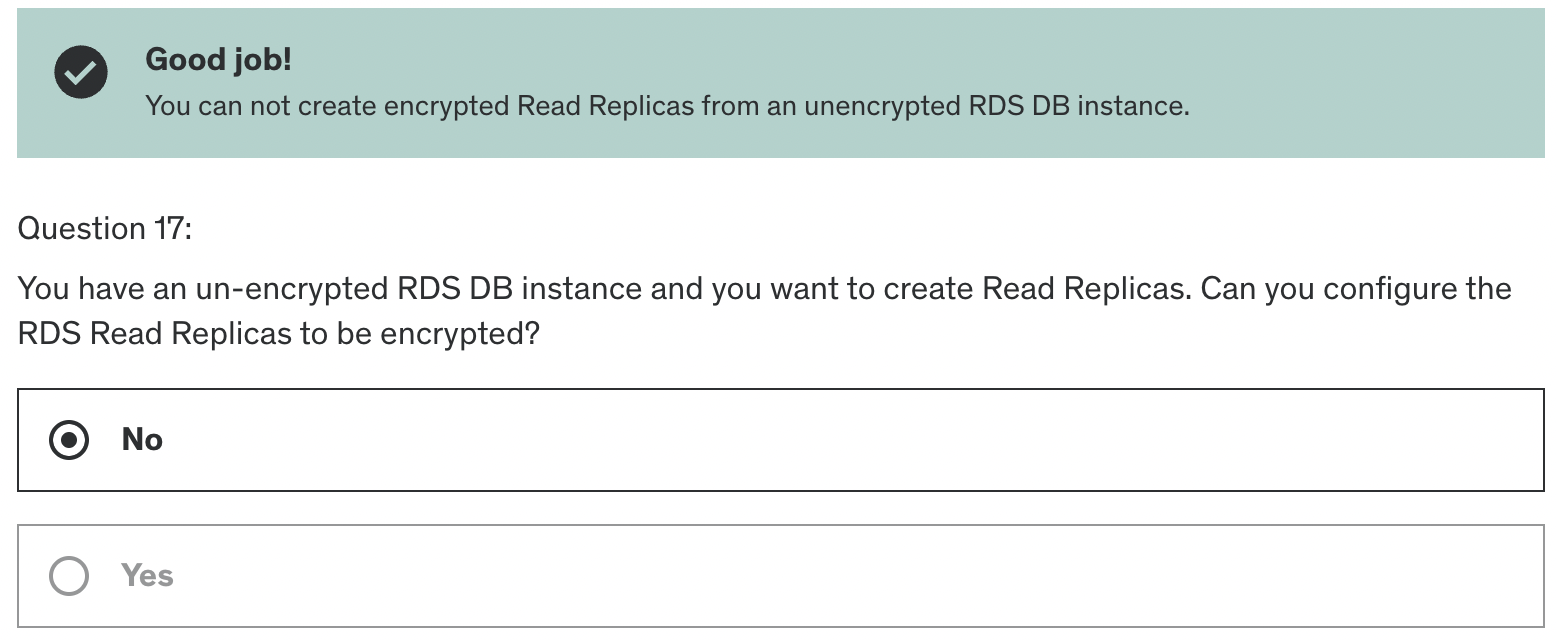 Good job!
You can not create encrypted Read Replicas from an unencrypted RDS DB instance.
Question 17:
You have an un-encrypted RDS DB instance and you want to create Read Replicas. Can you configure the
RDS Read Replicas to be encrypted?
No
Yes